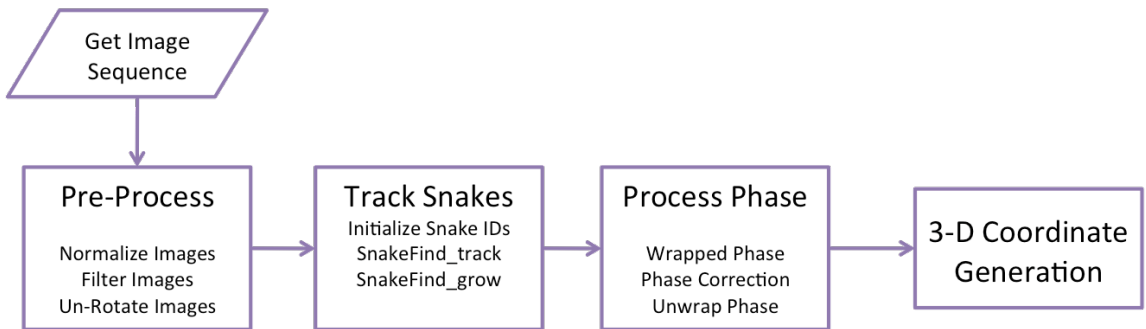 Get Image
Sequence
Pre-Process
Normalize Images
Filter Images
Un-Rotate Images
Track Snakes
Initialize Snake IDs
SnakeFind_track
SnakeFind_grow
Process Phase
Wrapped Phase
Phase Correction
Unwrap Phase
3-D Coordinate
Generation